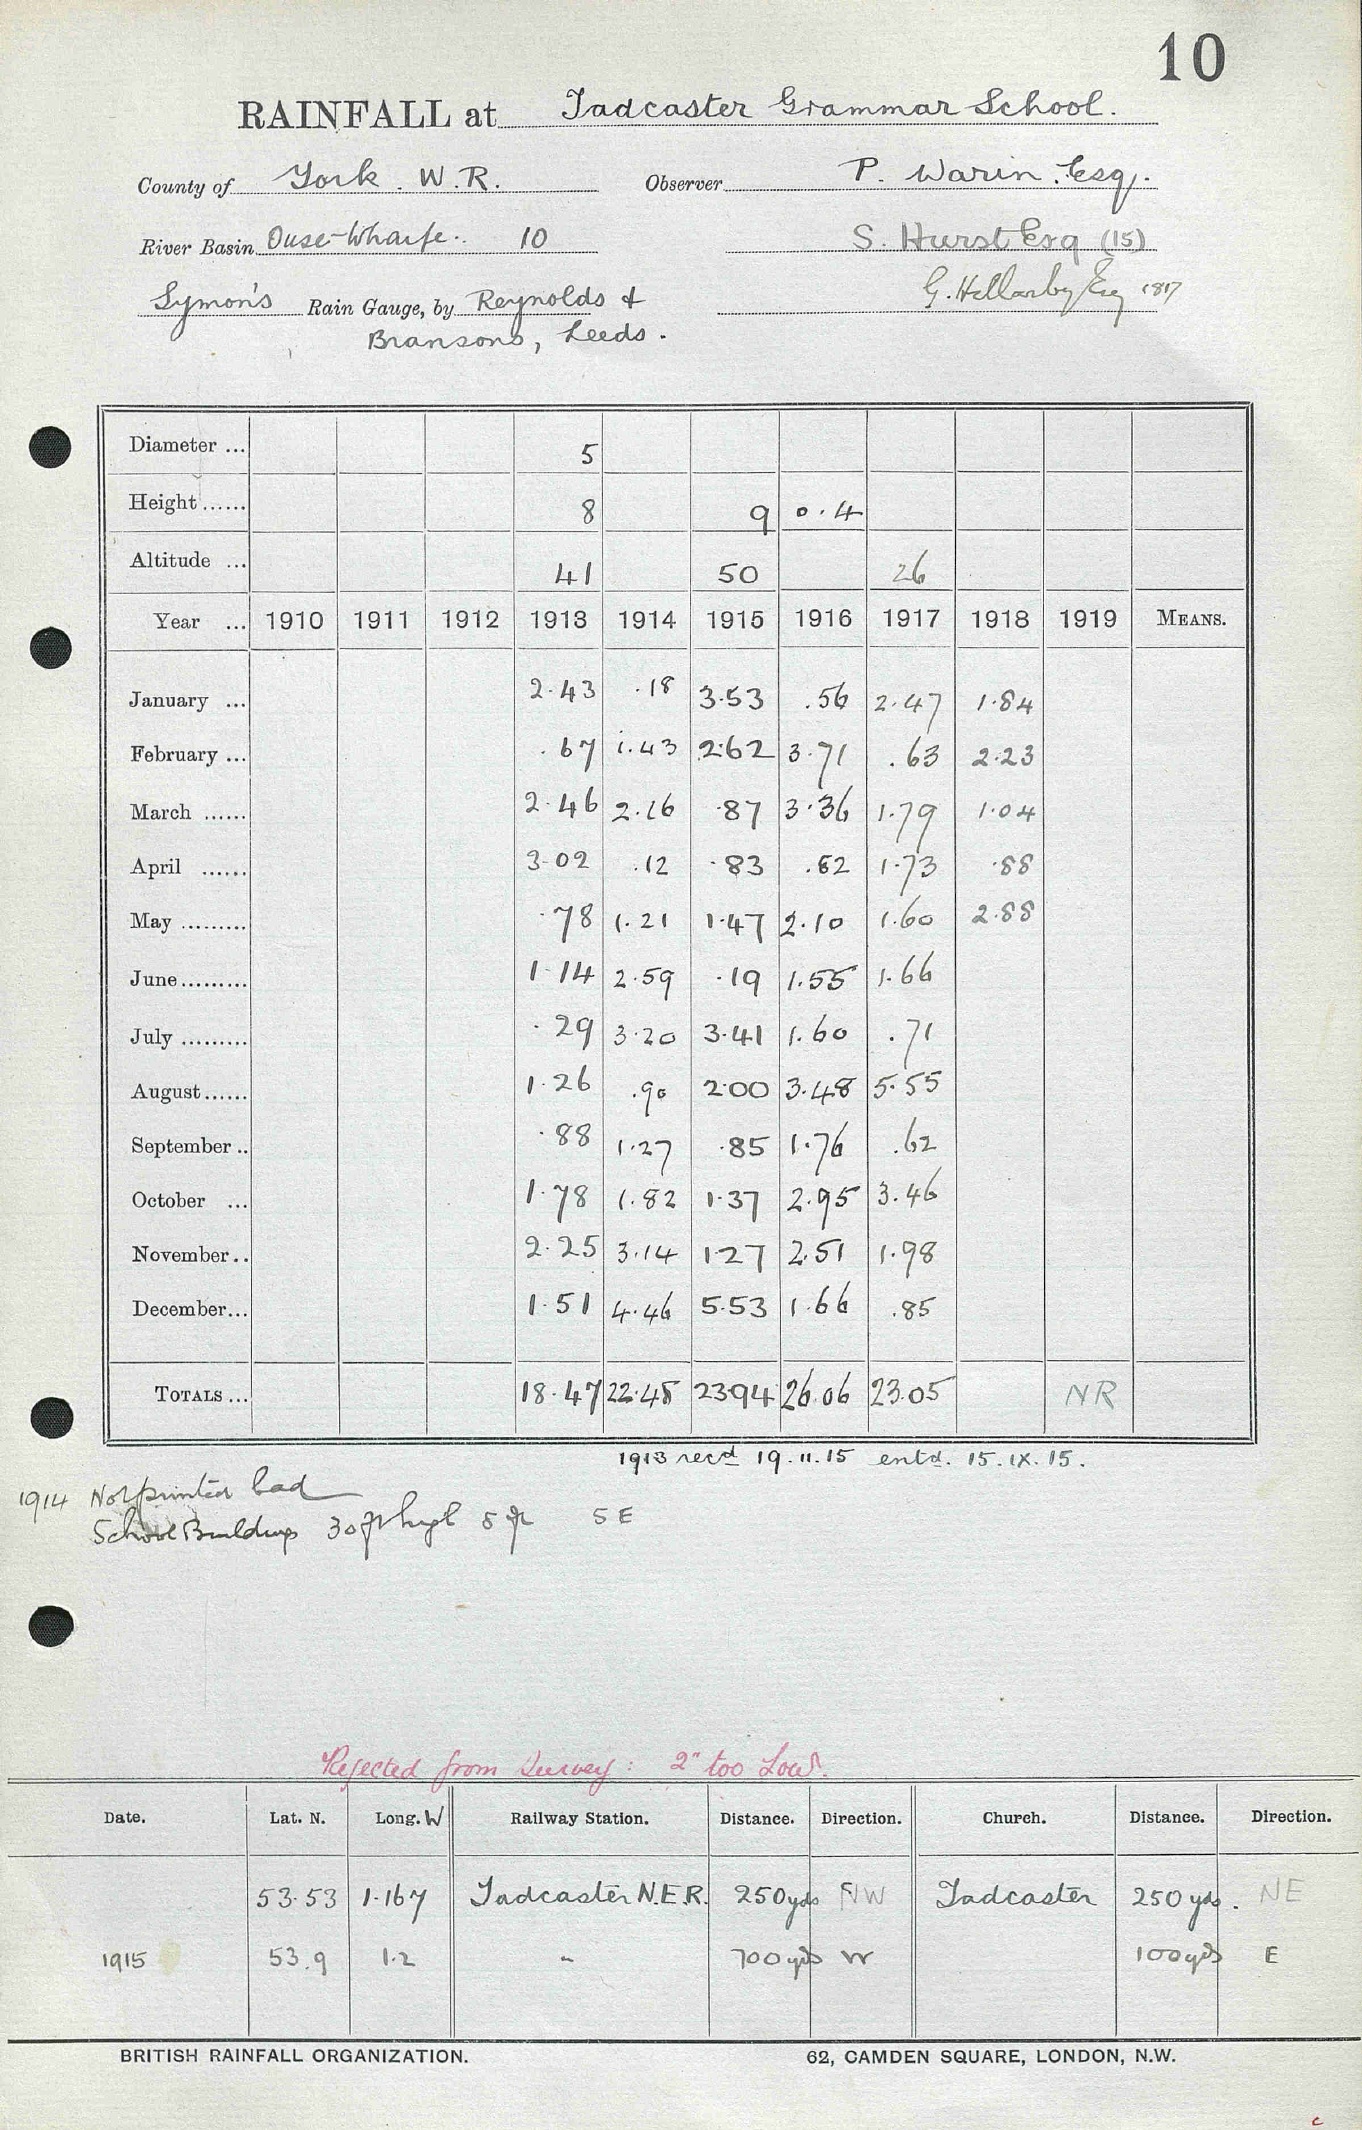 10
RAINFALL at Tadcaster Grammar School.
County of York. W.R. Observer P. Warin. Esq.
River Basin Ouse-Wharfe. 10 S. Hurst Esq (15)
Symon's Rain Gauge, by Reynolds & G. Hellarby Esq 1817
Bransons, Leeds.
Diameter ... 5
Height ...... 8 9 0.4
Altitude ... 41 50 26
Year ... 1910 1911 1912 1913 1914 1915 1916 1917 1918 1919 MEANS.
January ... 2.43 .18 3.53 .56 2.47 1.84
February ... .67 1.43 2.62 3.71 .63 2.23
March ...... 2.46 2.16 .87 3.36 1.79 1.04
April ...... 3.02 .12 .83 .82 1.73 .88
May ......... .78 1.21 1.47 2.10 1.60 2.88
June......... 1.14 2.59 .19 1.55 1.66
July ......... .29 3.20 3.41 1.60 .71
August...... 1.26 .90 2.00 3.48 5.55
September .. .88 1.27 .85 1.76 .62
October ... 1.78 1.82 1.37 2.95 3.46
November.. 2.25 3.14 1.27 2.51 1.98
December... 1.51 4.46 5.53 1.66 .85
TOTALS ... 18.47 22.48 23.94 26.06 23.05 NR
1913 recd 19.11.15 entd. 15.IX.15.
1914 Not printed bad
School Buildings 30 ft high 8 ft SE
Rejected from Survey: 2" too Low.
Date. Lat. N. Long. W Railway Station. Distance. Direction. Church. Distance. Direction.
53.53 1.167 Tadcaster N.E.R. 250 yds NW Tadcaster 250 yds. NE
1915 53.9 1.2 " 700 yds W 100 yds E
BRITISH RAINFALL ORGANIZATION. 62, CAMDEN SQUARE, LONDON, N.W.
c